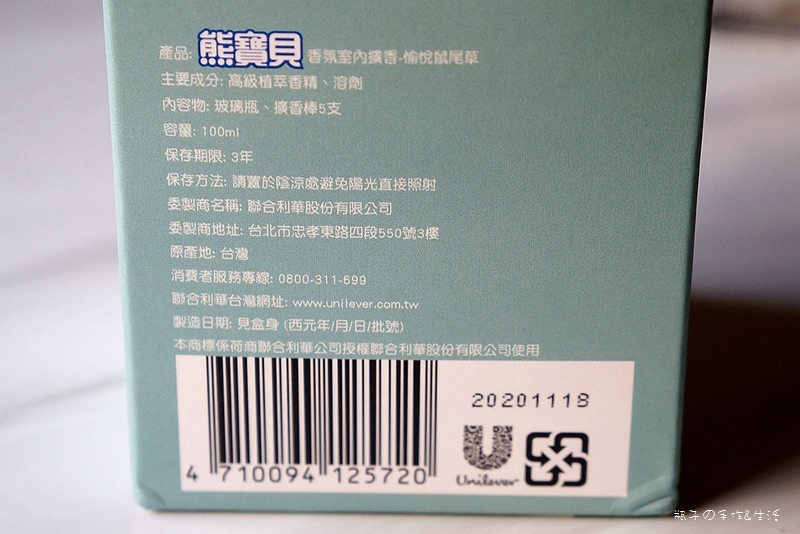 產品: 熊寶貝 香氛室內擴香-愉悅鼠尾草
主要成分: 高級植萃香精、溶劑
內容物: 玻璃瓶、擴香棒5支
容量: 100ml
保存期限: 3年
保存方法: 請置於陰涼處避免陽光直接照射
委製商名稱: 聯合利華股份有限公司
委製商地址: 台北市忠孝東路四段550號3樓
原產地: 台灣
消費者服務專線: 0800-311-699
聯合利華台灣網址: www.unilever.com.tw
製造日期: 見盒身 (西元年/月/日/批號)
本商標係荷商聯合利華公司授權聯合利華股份有限公司使用
20201118
Unilever
4 710094 125720
瓶子の手作&生活